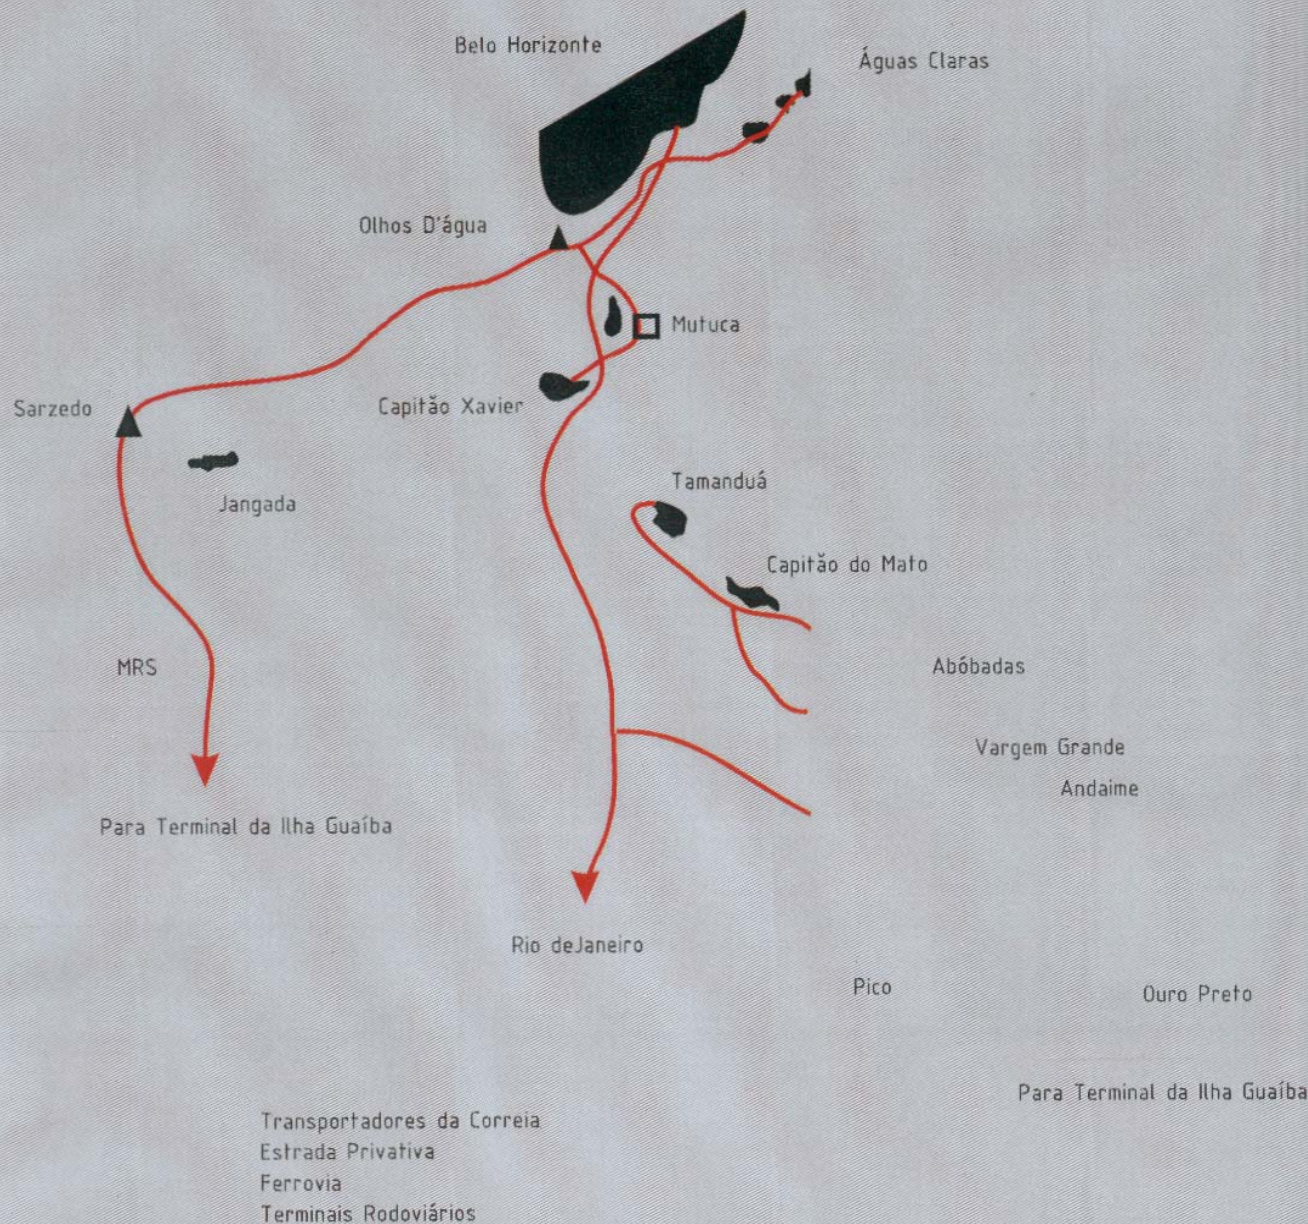 Belo Horizonte
Águas Claras
Olhos D'água
Mutuca
Sarzedo
Capitão Xavier
Jangada
Tamanduá
Capitão do Mato
MRS
Abóbadas
Vargem Grande
Andaime
Para Terminal da Ilha Guaíba
Rio deJaneiro
Pico
Ouro Preto
Para Terminal da Ilha Guaíba
Transportadores da Correia
Estrada Privativa
Ferrovia
Terminais Rodoviários